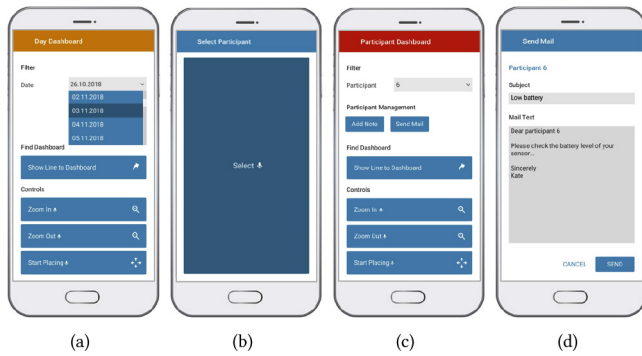 Day Dashboard
Filter
Date 26.10.2018
02.11.2018
03.11.2018
04.11.2018
05.11.2018
Find Dashboard
Show Line to Dashboard
Controls
Zoom In
Zoom Out
Start Placing
(a)
Select Participant
Select
(b)
Participant Dashboard
Filter
Participant 6
Participant Management
Add Note Send Mail
Find Dashboard
Show Line to Dashboard
Controls
Zoom In
Zoom Out
Start Placing
(c)
Send Mail
Participant 6
Subject
Low battery
Mail Text
Dear participant 6
Please check the battery level of your
sensor...
Sincerely
Kate
CANCEL SEND
(d)